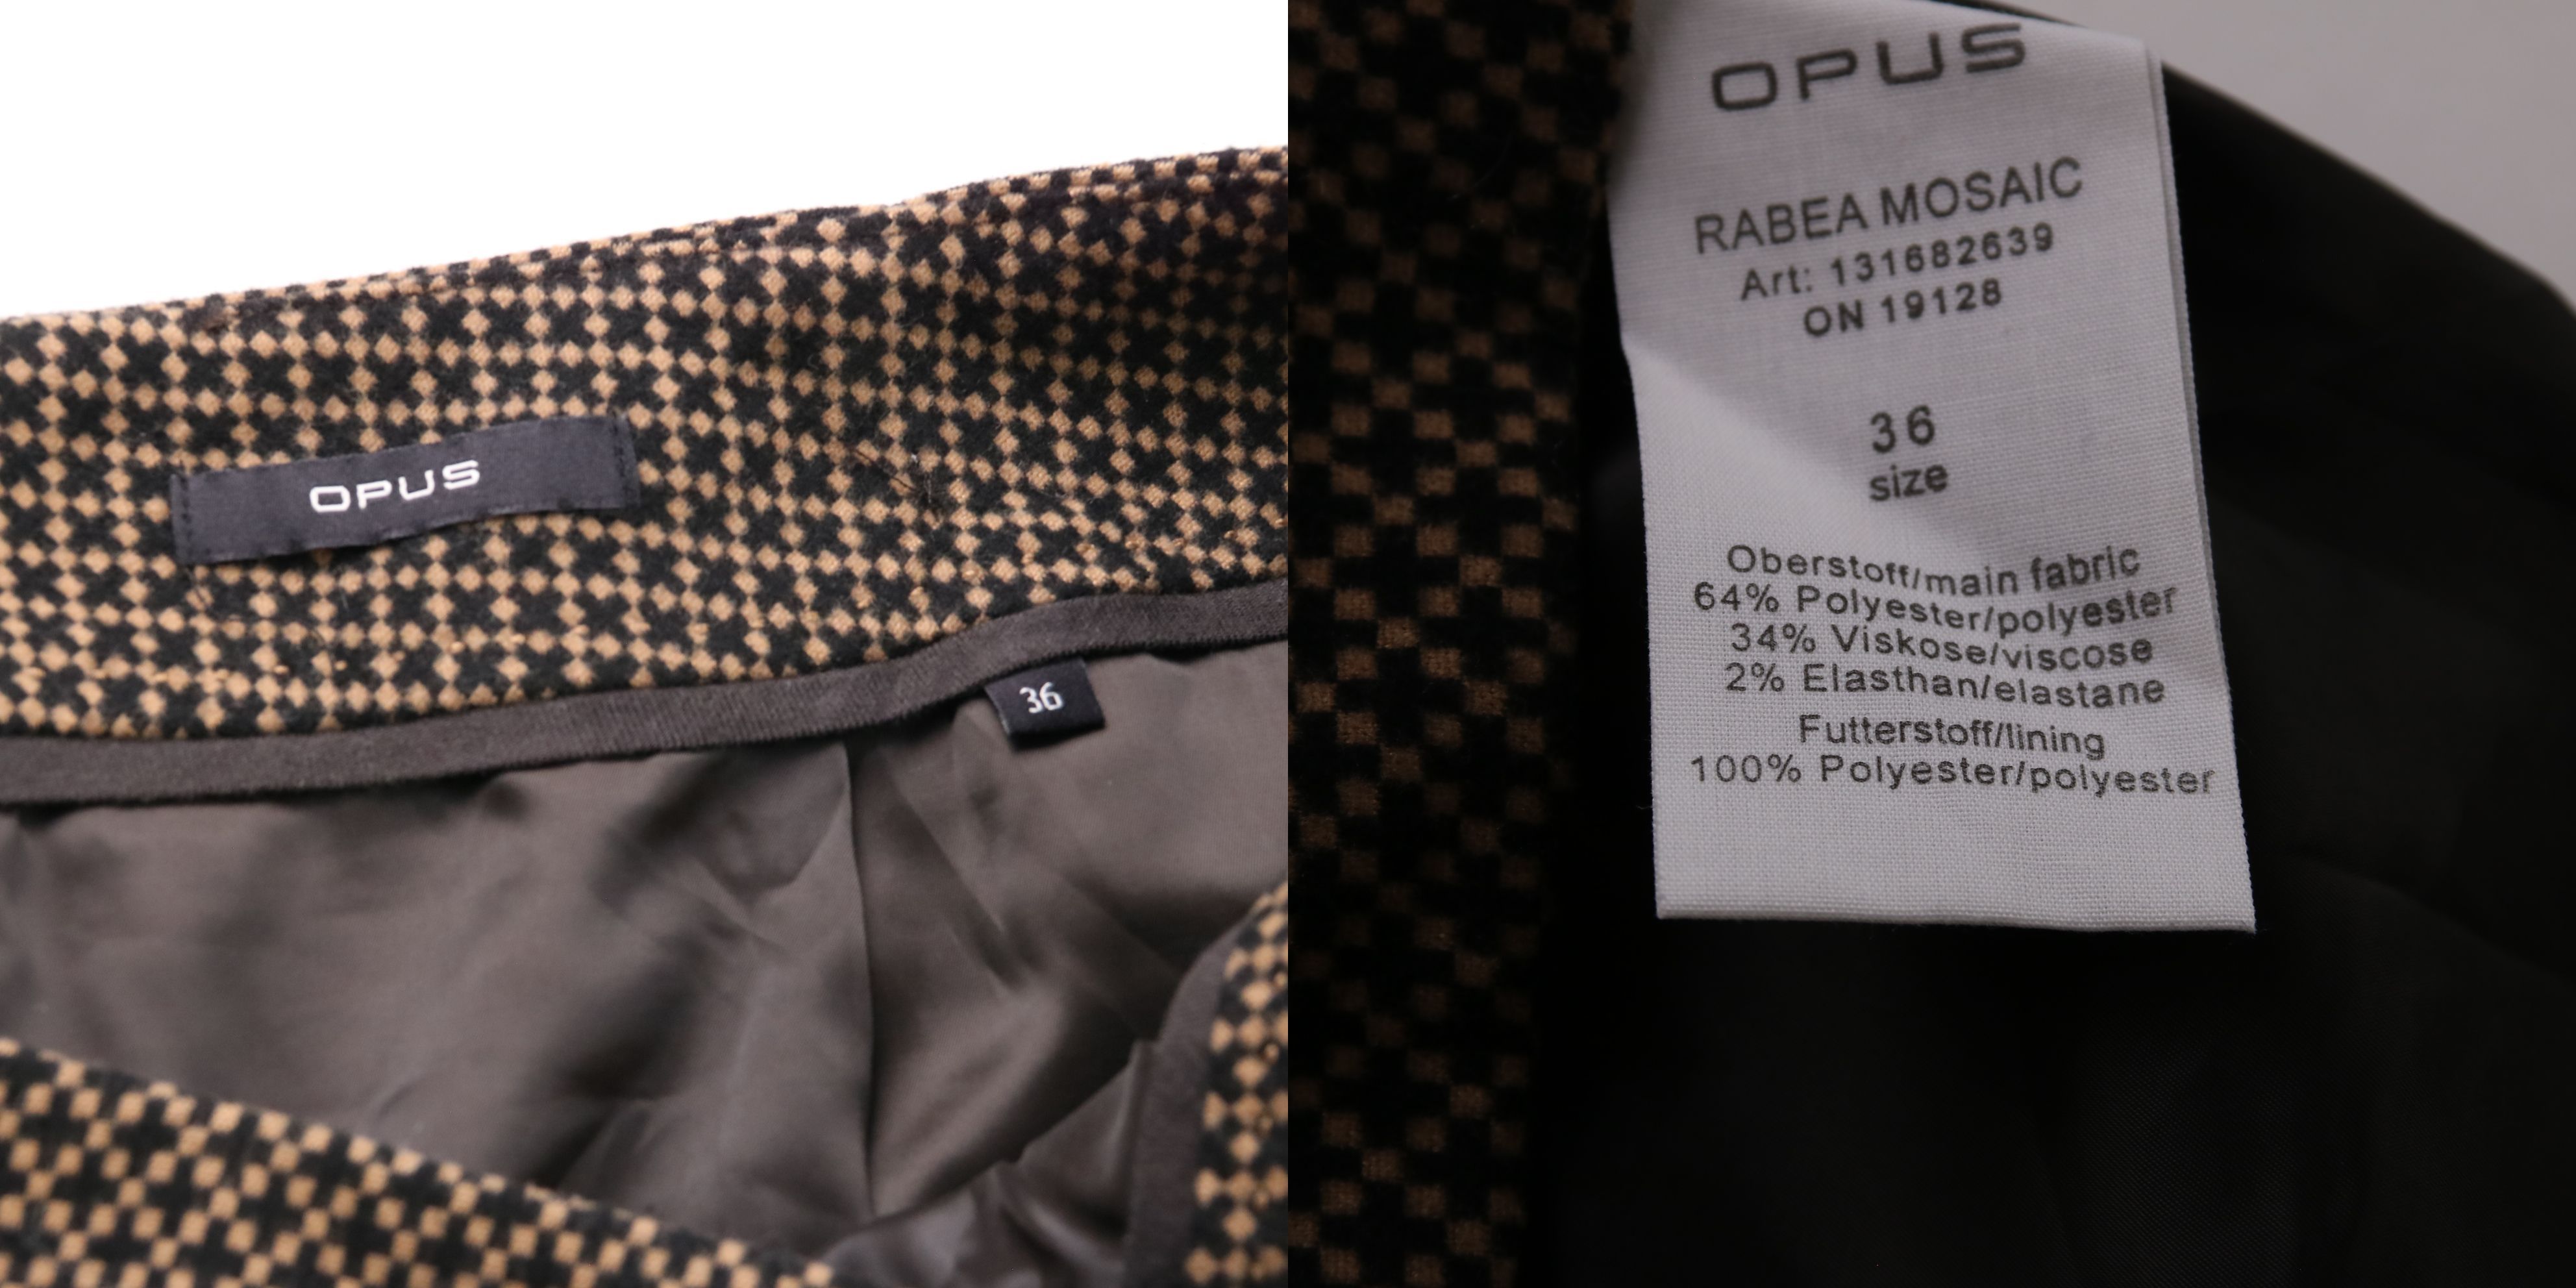 OPUS
36
OPUS
RABEA MOSAIC
Art: 131682639
ON 19128
36
size
Oberstoff/main fabric
64% Polyester/polyester
34% Viskose/viscose
2% Elasthan/elastane
Futterstoff/lining
100% Polyester/polyester